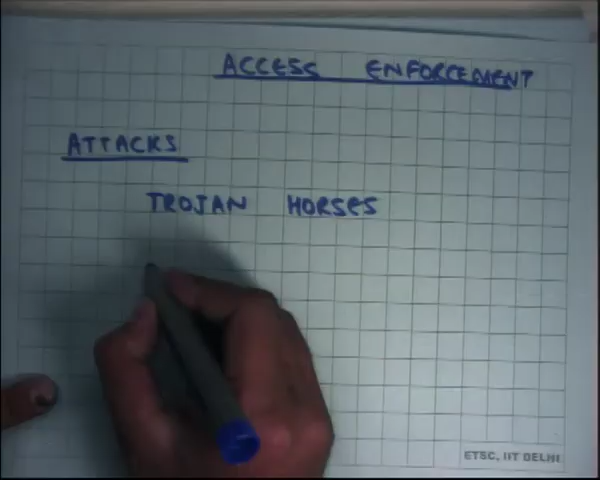 ACCESS ENFORCEMENT
ATTACKS
TROJAN HORSES
ETSC, IIT DELHI